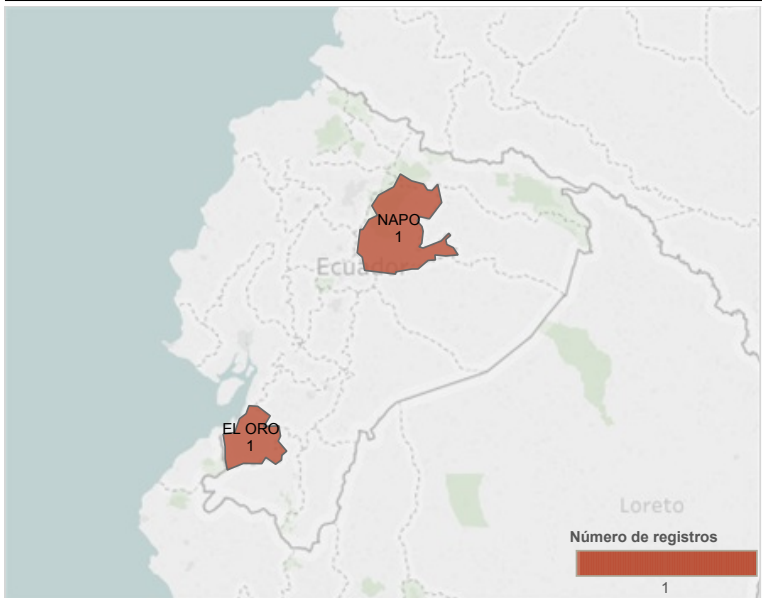 NAPO
1
Ecuador
EL ORO
1
Loreto
Número de registros
1